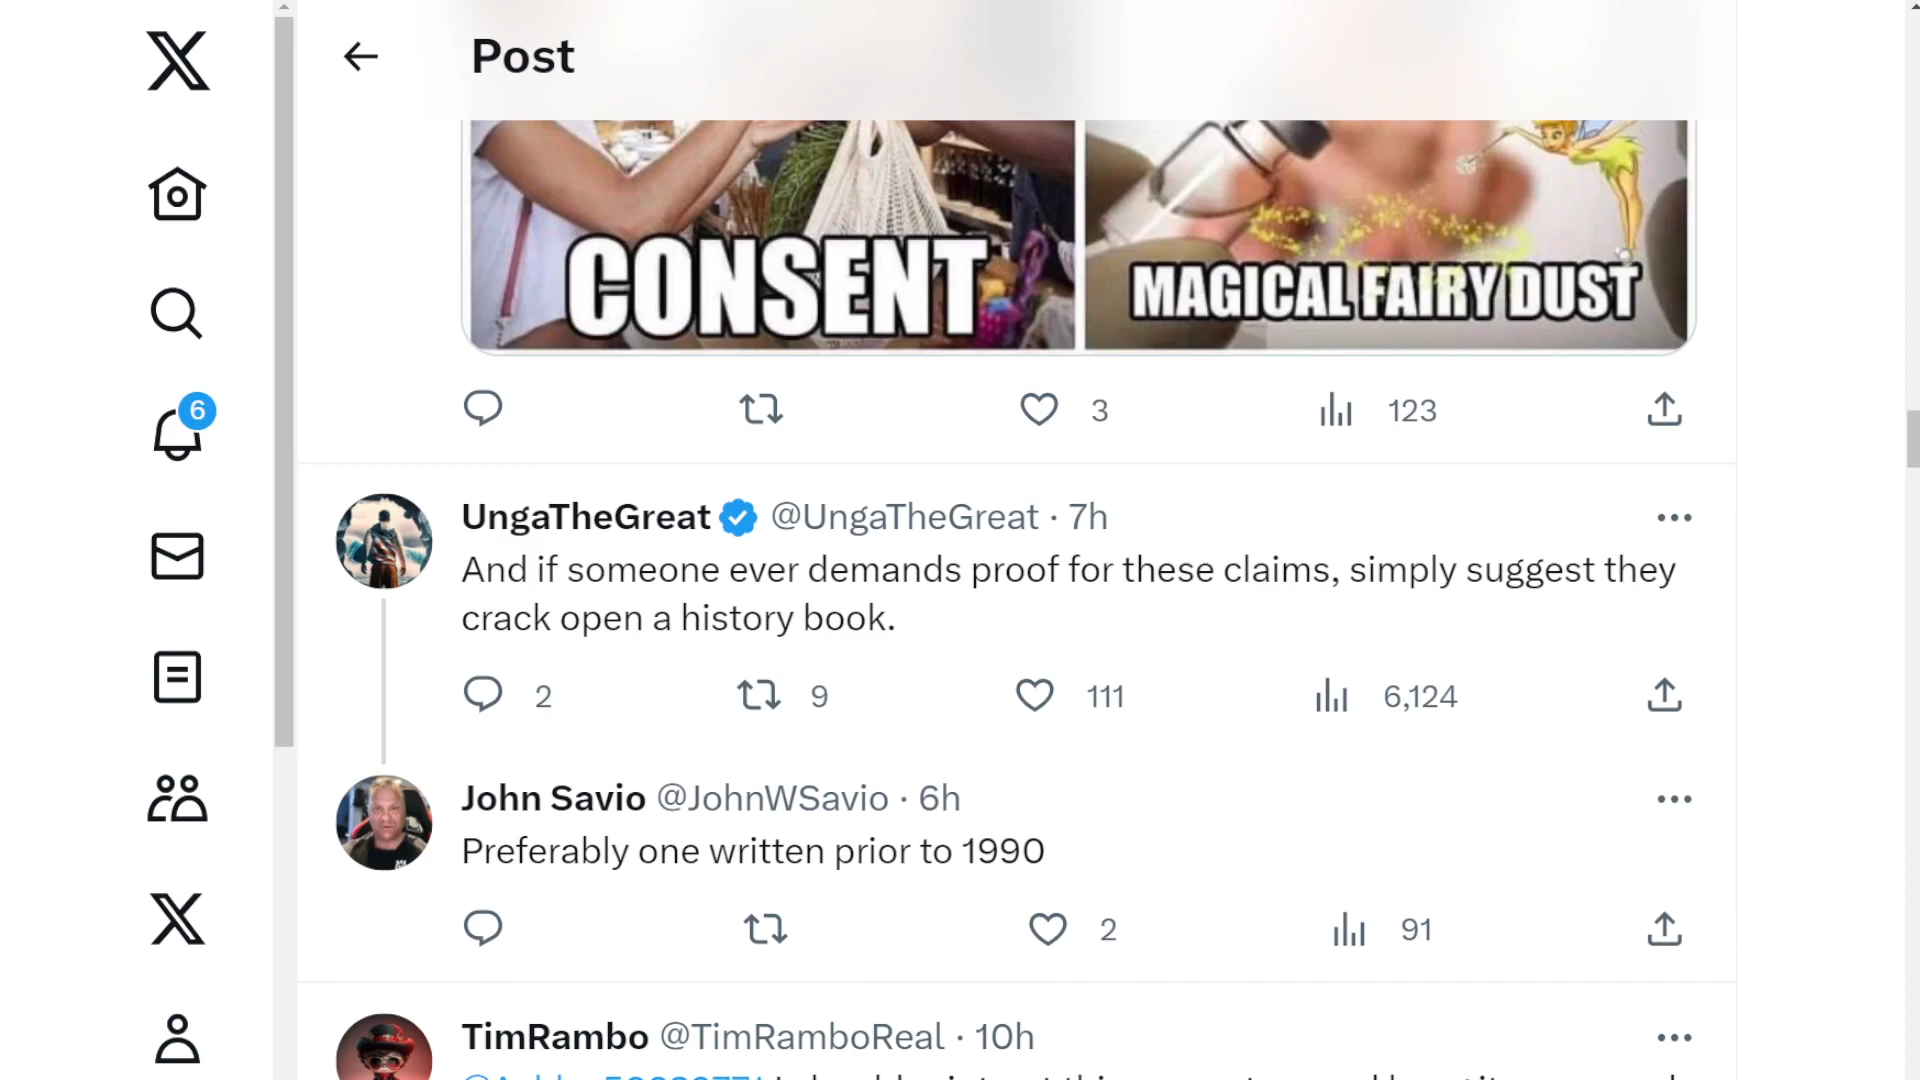 Post
CONSENT
MAGICAL FAIRY DUST
3
123
6
UngaTheGreat @UngaTheGreat · 7h
And if someone ever demands proof for these claims, simply suggest they
crack open a history book.
2
9
111
6,124
John Savio @JohnWSavio · 6h
Preferably one written prior to 1990
2
91
TimRambo @TimRamboReal · 10h